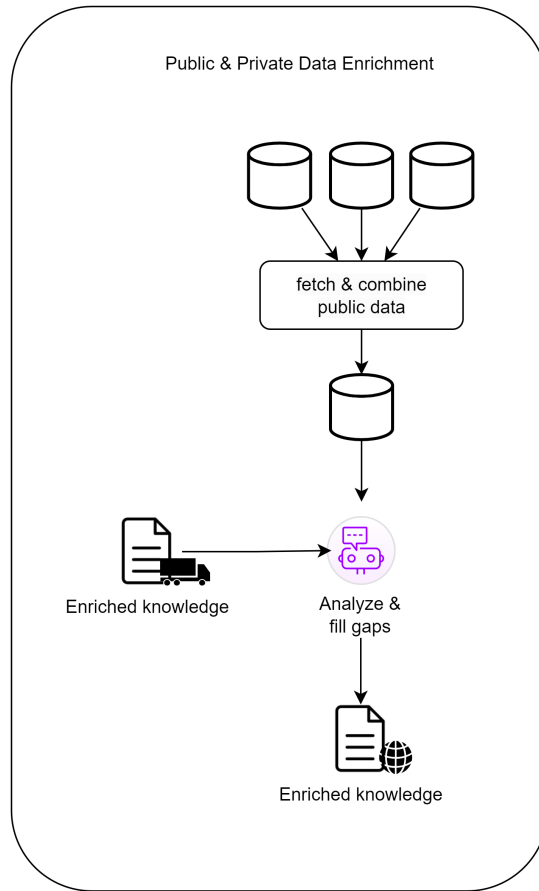 Public & Private Data Enrichment
fetch & combine
public data
Enriched knowledge
Analyze &
fill gaps
Enriched knowledge